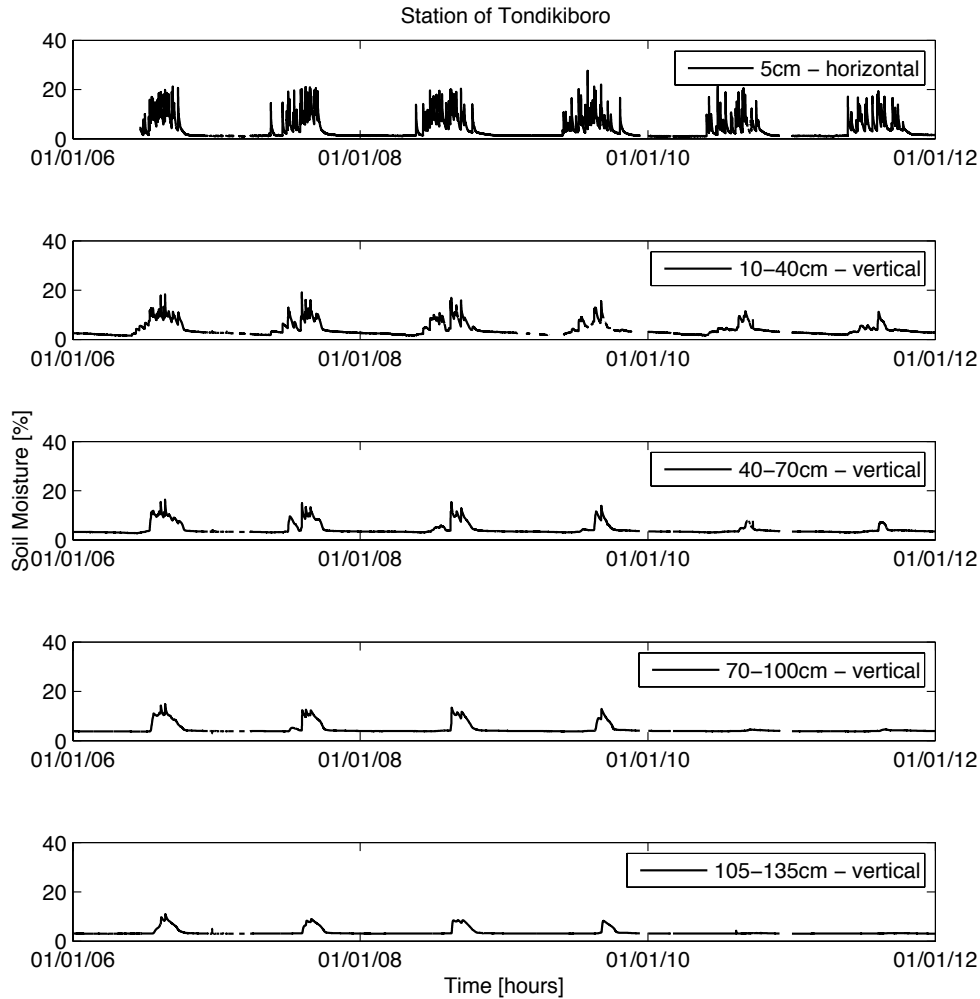 Station of Tondikiboro
40
20
0
5cm – horizontal
01/01/06 01/01/08 01/01/10 01/01/12
40
20
0
10–40cm – vertical
01/01/06 01/01/08 01/01/10 01/01/12
Soil Moisture [%]
40
20
0
40–70cm – vertical
01/01/06 01/01/08 01/01/10 01/01/12
40
20
0
70–100cm – vertical
01/01/06 01/01/08 01/01/10 01/01/12
40
20
0
105–135cm – vertical
01/01/06 01/01/08 01/01/10 01/01/12
Time [hours]